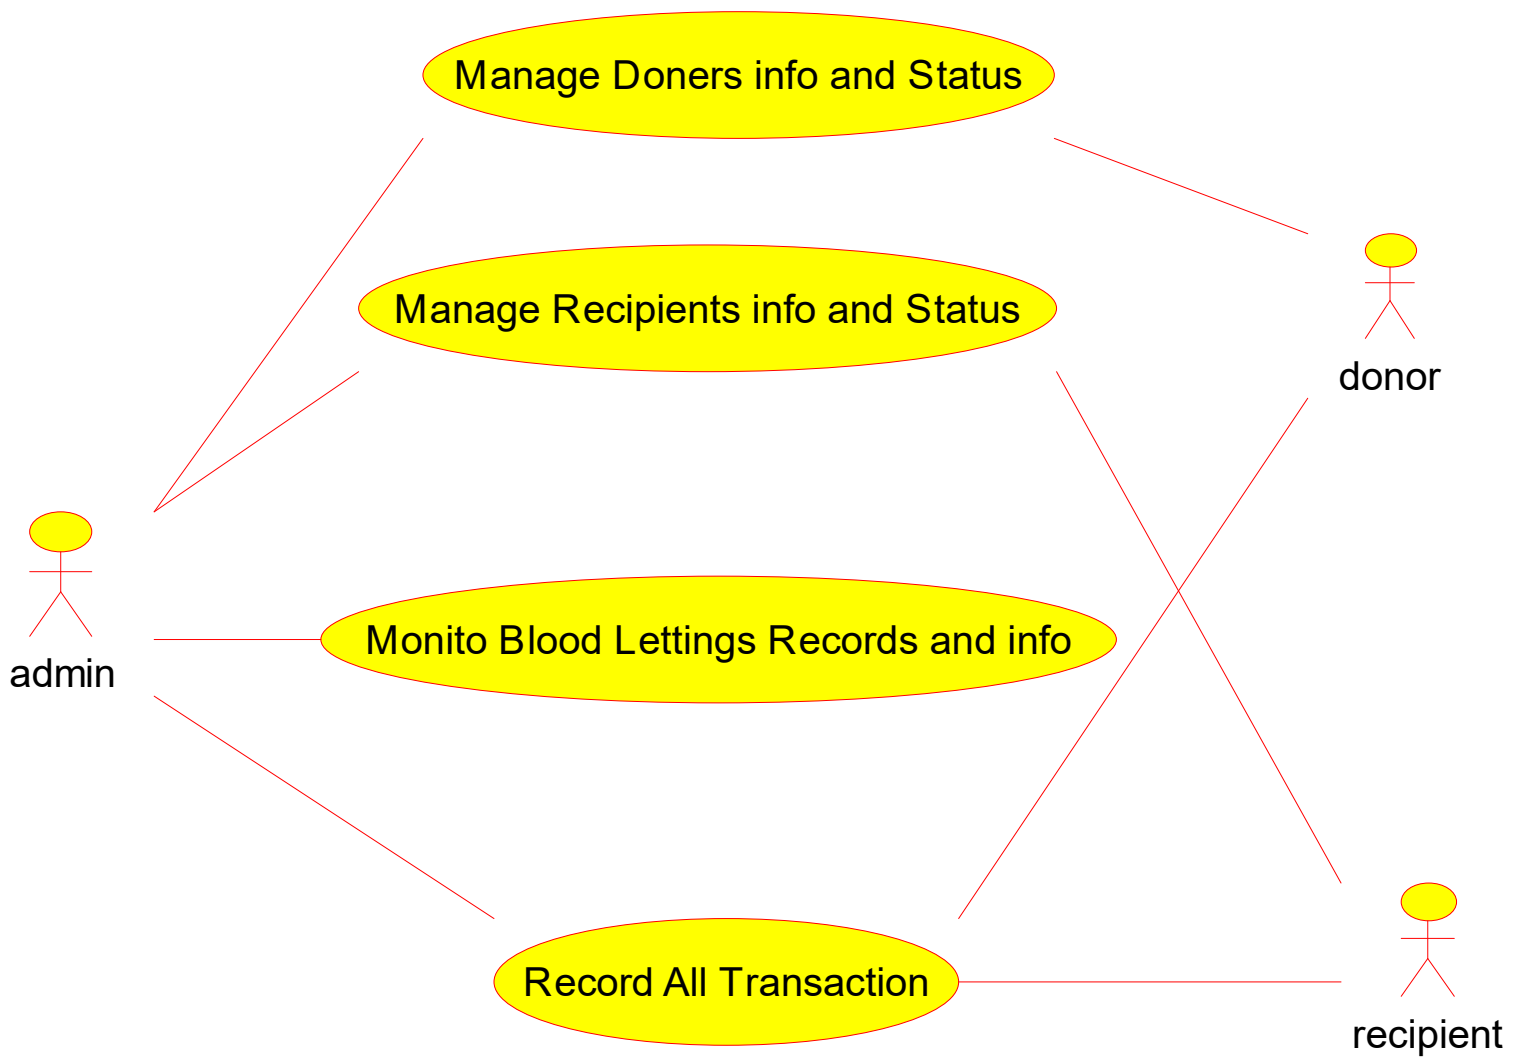 Manage Doners info and Status
Manage Recipients info and Status
donor
Monito Blood Lettings Records and info
admin
Record All Transaction
recipient